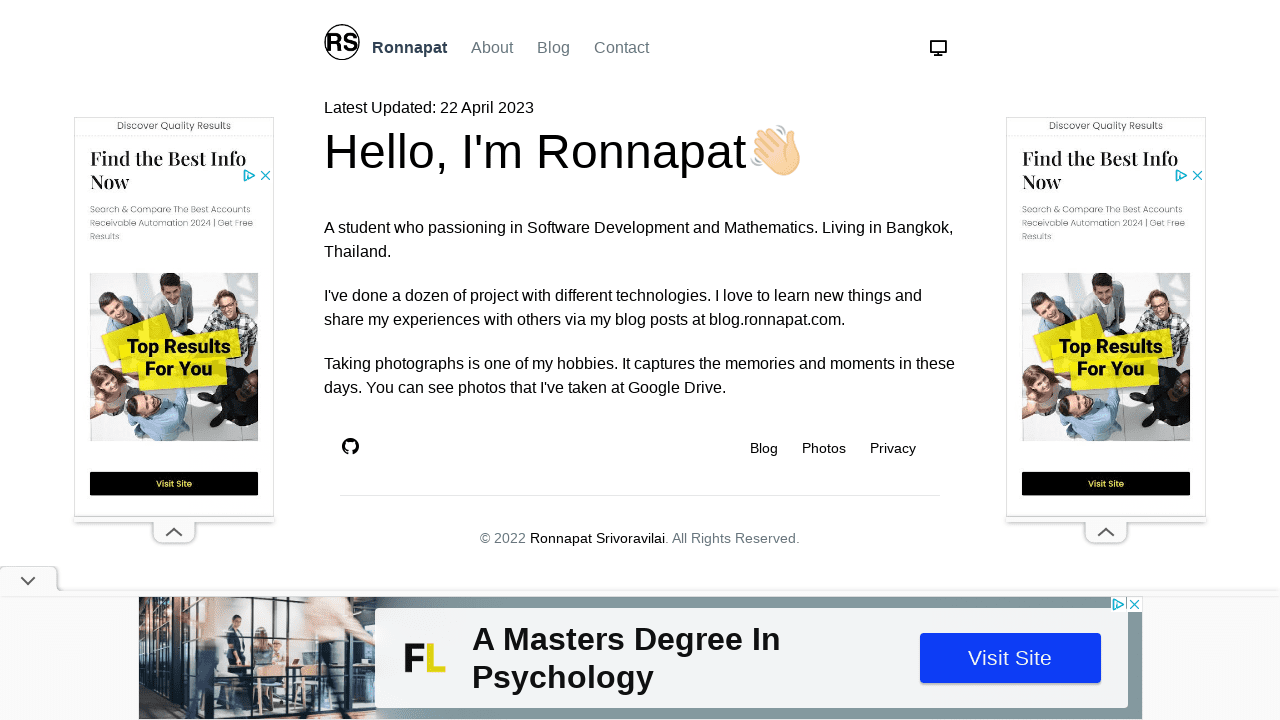 RS
Ronnapat About Blog Contact
Latest Updated: 22 April 2023
Hello, I'm Ronnapat👋🏻
A student who passioning in Software Development and Mathematics. Living in Bangkok,
Thailand.
I've done a dozen of project with different technologies. I love to learn new things and
share my experiences with others via my blog posts at blog.ronnapat.com.
Taking photographs is one of my hobbies. It captures the memories and moments in these
days. You can see photos that I've taken at Google Drive.
Blog Photos Privacy
© 2022 Ronnapat Srivoravilai. All Rights Reserved.
Discover Quality Results
Find the Best Info
Now
Search & Compare The Best Accounts
Receivable Automation 2024 | Get Free
Results
Top Results
For You
Visit Site
Discover Quality Results
Find the Best Info
Now
Search & Compare The Best Accounts
Receivable Automation 2024 | Get Free
Results
Top Results
For You
Visit Site
FL
A Masters Degree In
Psychology
Visit Site